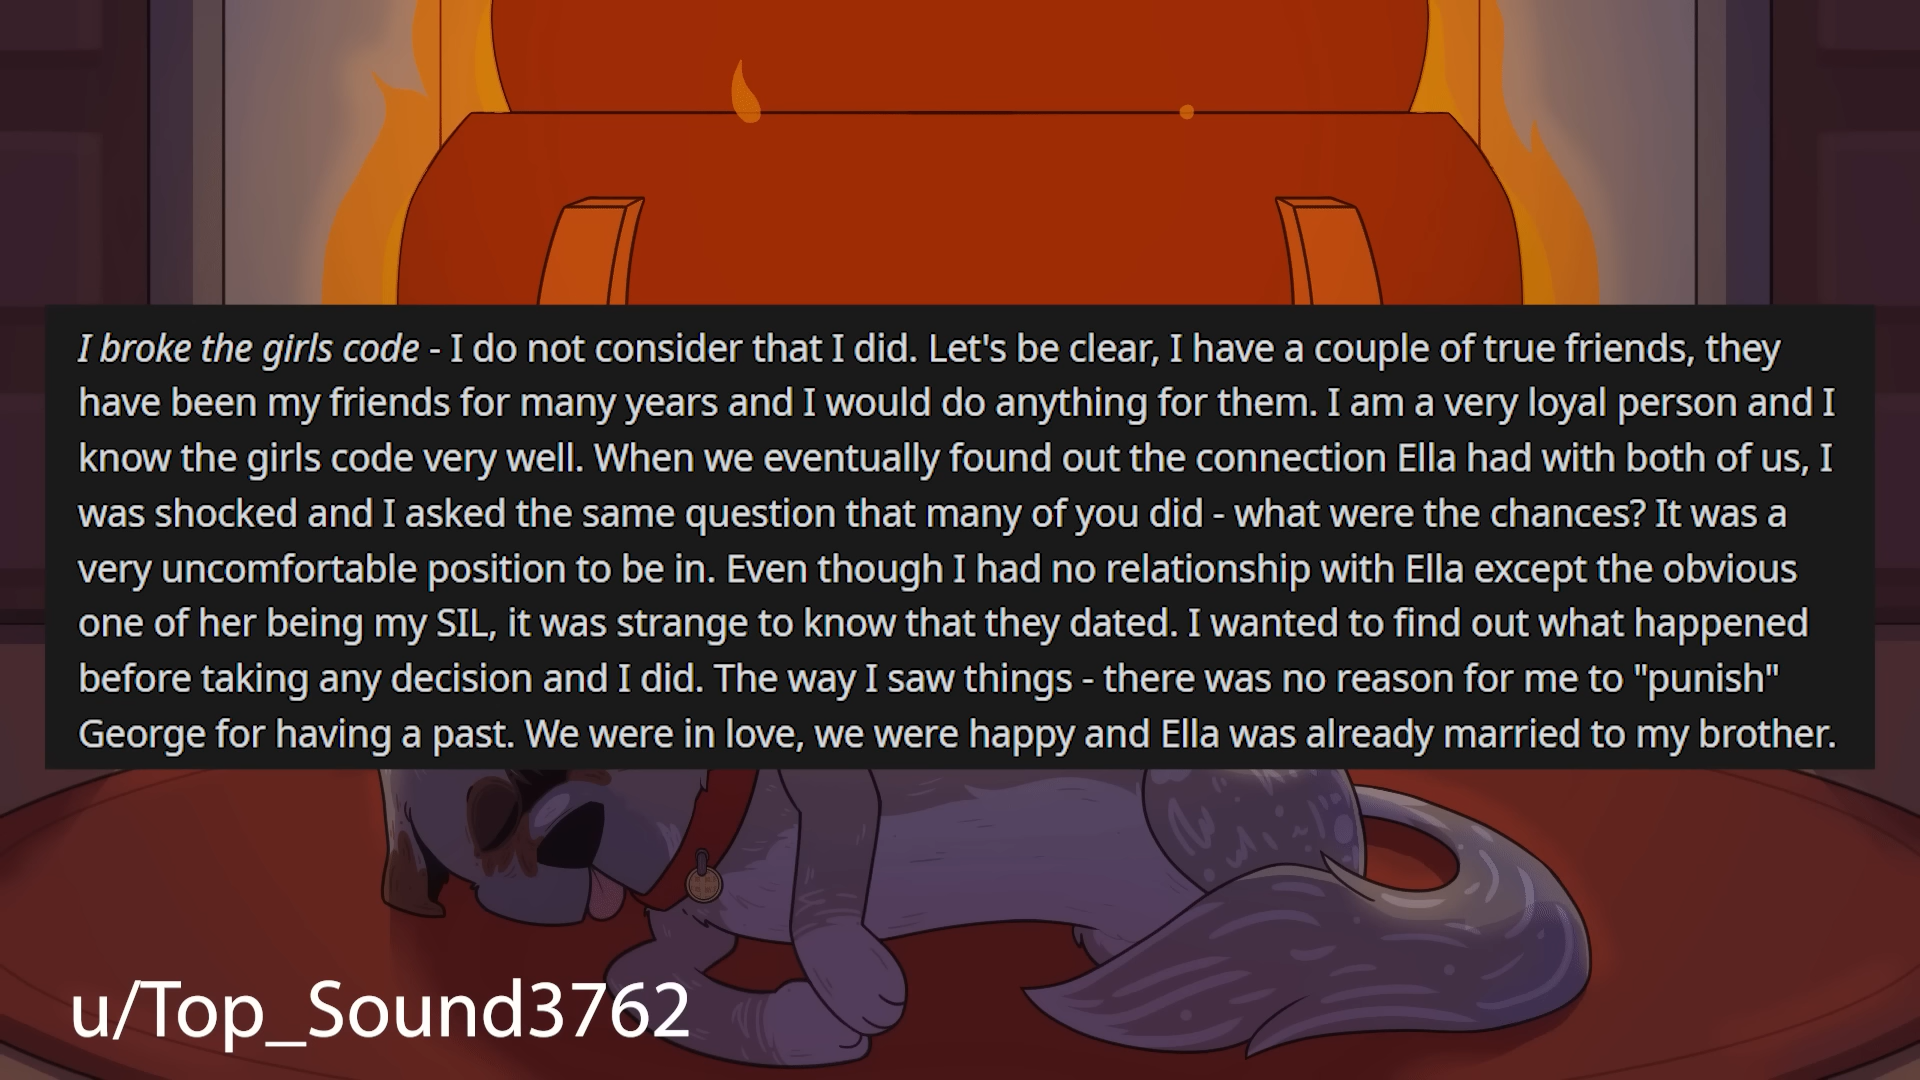 I broke the girls code - I do not consider that I did. Let's be clear, I have a couple of true friends, they
have been my friends for many years and I would do anything for them. I am a very loyal person and I
know the girls code very well. When we eventually found out the connection Ella had with both of us, I
was shocked and I asked the same question that many of you did - what were the chances? It was a
very uncomfortable position to be in. Even though I had no relationship with Ella except the obvious
one of her being my SIL, it was strange to know that they dated. I wanted to find out what happened
before taking any decision and I did. The way I saw things - there was no reason for me to "punish"
George for having a past. We were in love, we were happy and Ella was already married to my brother.
u/Top_Sound3762